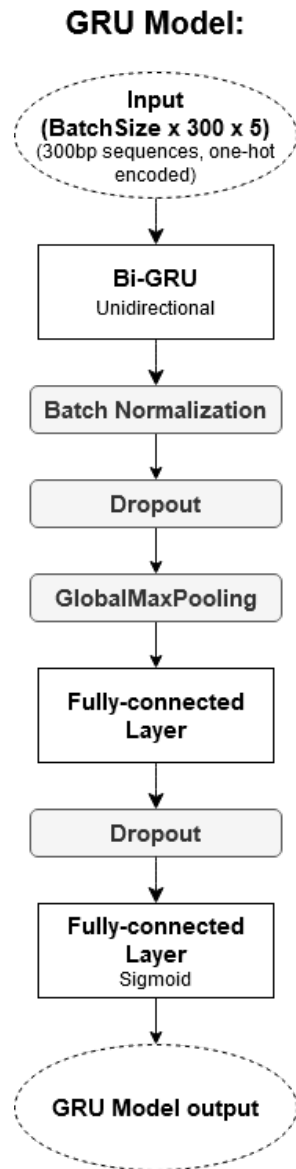 GRU Model:
Input
(BatchSize x 300 x 5)
(300bp sequences, one-hot
encoded)
Bi-GRU
Unidirectional
Batch Normalization
Dropout
GlobalMaxPooling
Fully-connected
Layer
Dropout
Fully-connected
Layer
Sigmoid
GRU Model output